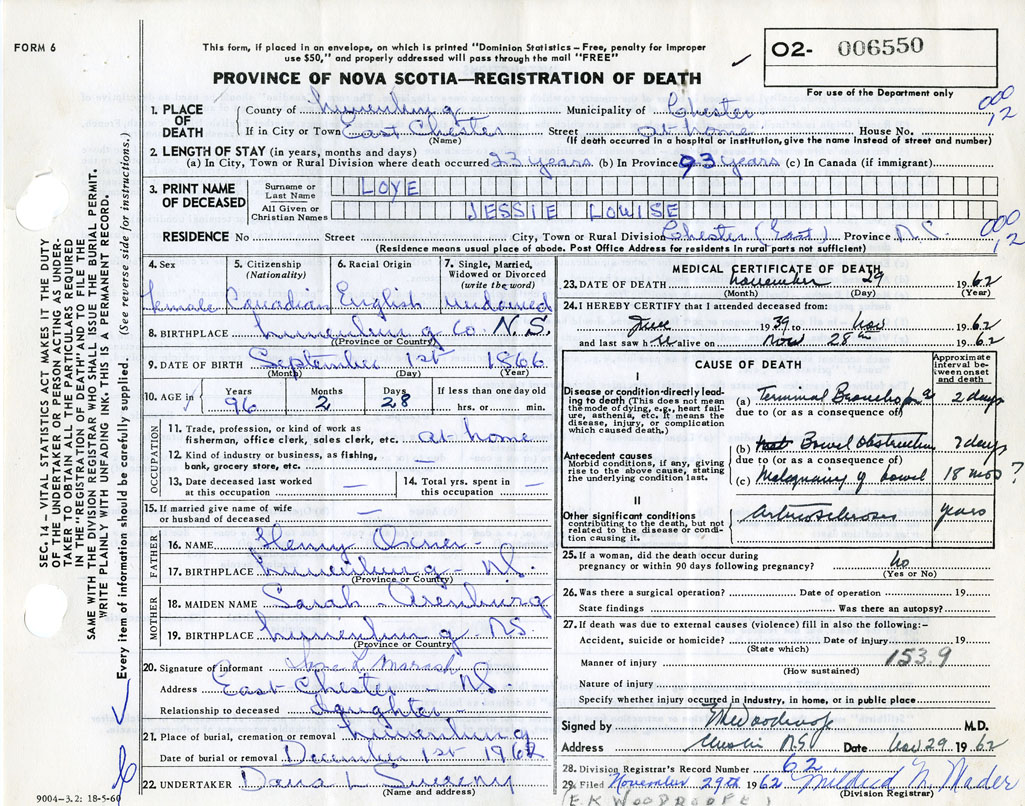 FORM 6
This form, if placed in an envelope, on which is printed "Dominion Statistics – Free, penalty for improper
use $50," and properly addressed will pass through the mail "FREE"
PROVINCE OF NOVA SCOTIA—REGISTRATION OF DEATH
O2- 006550
For use of the Department only
1. PLACE OF DEATH
County of Lunenburg Municipality of Chester
000
12
If in City or Town East Chester Street at home House No.
(Name) (If death occurred in a hospital or institution, give the name instead of street and number)
2. LENGTH OF STAY (in years, months and days)
(a) In City, Town or Rural Division where death occurred 23 years (b) In Province 93 years (c) In Canada (if immigrant)
3. PRINT NAME OF DECEASED
Surname or Last Name LOYE
All Given or Christian Names JESSIE LOWISE
RESIDENCE No Street City, Town or Rural Division Chester (East) Province N.S.
000
12
(Residence means usual place of abode. Post Office Address for residents in rural parts not sufficient)
SEC. 14 – VITAL STATISTICS ACT MAKES IT THE DUTY
OF THE UNDERTAKER OR PERSON ACTING AS UNDER-
TAKER TO OBTAIN ALL THE PARTICULARS REQUIRED
IN THE "REGISTRATION OF DEATH" AND TO FILE THE
SAME WITH THE DIVISION REGISTRAR WHO SHALL ISSUE THE BURIAL PERMIT.
WRITE PLAINLY WITH UNFADING INK. THIS IS A PERMANENT RECORD.
Every item of information should be carefully supplied. (See reverse side for instructions.)
4. Sex
female
5. Citizenship
(Nationality)
Canadian
6. Racial Origin
English
7. Single, Married,
Widowed or Divorced
(write the word)
widowed
8. BIRTHPLACE Lunenburg Co. N.S.
(Province or Country)
9. DATE OF BIRTH September 1st 1866
(Month) (Day) (Year)
10. AGE in
Years 96
Months 2
Days 28
If less than one day old
hrs. or min.
OCCUPATION
11. Trade, profession, or kind of work as
fisherman, office clerk, sales clerk, etc. at home
12. Kind of industry or business, as fishing,
bank, grocery store, etc. —
13. Date deceased last worked
at this occupation —
14. Total yrs. spent in
this occupation —
15. If married give name of wife
or husband of deceased —
FATHER
16. NAME Henry
17. BIRTHPLACE Lunenburg - N.S.
(Province or Country)
MOTHER
18. MAIDEN NAME Sarah
19. BIRTHPLACE Lunenburg - N.S.
(Province or Country)
20. Signature of informant
Address East Chester - N.S.
Relationship to deceased daughter
21. Place of burial, cremation or removal Lunenburg
Date of burial or removal December 1st 1962
22. UNDERTAKER
(Name and address)
9004–3.2: 18-5-60
MEDICAL CERTIFICATE OF DEATH
23. DATE OF DEATH November 29 1962
(Month) (Day) (Year)
24. I HEREBY CERTIFY that I attended deceased from:
June 1939 to Nov 1962
and last saw her alive on Nov 28th 1962
CAUSE OF DEATH
Approximate
interval be-
tween onset
and death
I
Disease or condition directly lead-
ing to death (This does not mean
the mode of dying, e.g., heart fail-
ure, asthenia, etc. It means the
disease, injury, or complication
which caused death.)
(a) Terminal 2 days
due to (or as a consequence of)
Antecedent causes
Morbid conditions, if any, giving
rise to the above cause, stating
the underlying condition last.
(b) Bowel Obstruction 7 days
due to (or as a consequence of)
(c) Malignancy of bowel 18 mos ?
II
Other significant conditions
contributing to the death, but not
related to the disease or condi-
tion causing it.
years
25. If a woman, did the death occur during
pregnancy or within 90 days following pregnancy? no
(Yes or No)
26. Was there a surgical operation? Date of operation 19
State findings Was there an autopsy?
27. If death was due to external causes (violence) fill in also the following:-
Accident, suicide or homicide? Date of injury 19
(State which)
153.9
Manner of injury
(How sustained)
Nature of injury
Specify whether injury occurred in industry, in home, or in public place
Signed by M.D.
Address N.S Date Nov 29 1962
28. Division Registrar's Record Number 62
29. Filed November 29th 1962 Mildred Nader
(Division Registrar)
(E.K WOODROOFE)